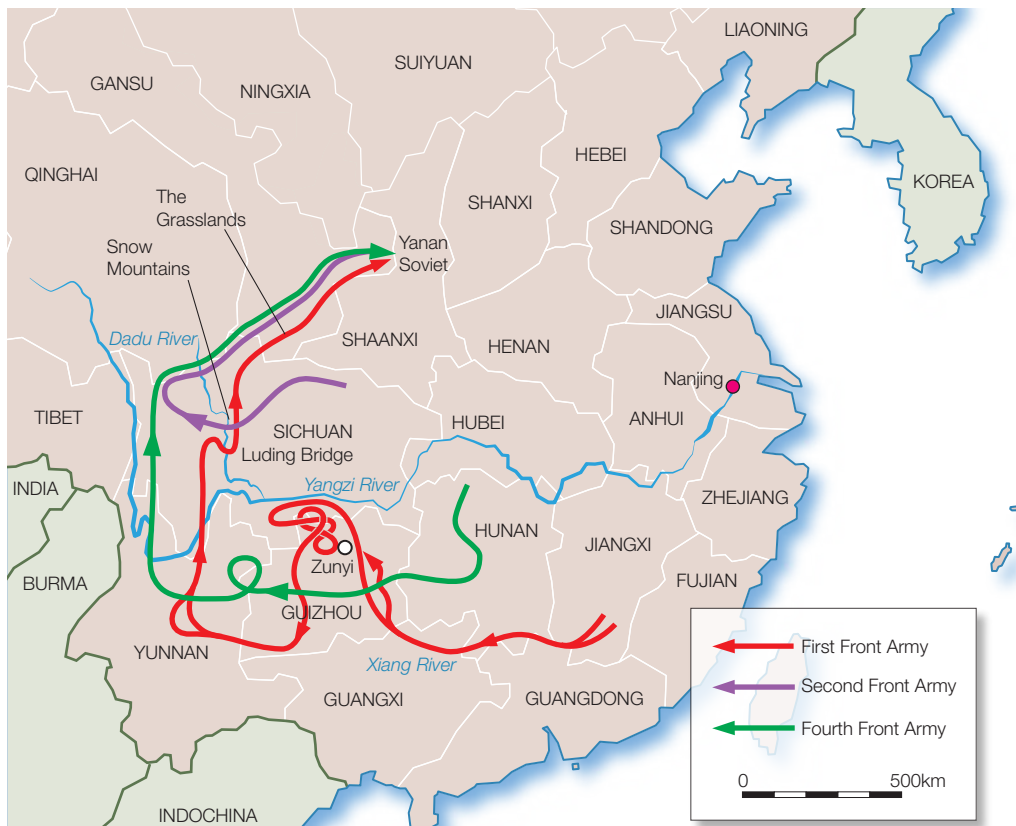 LIAONING
SUIYUAN
GANSU
NINGXIA
HEBEI
QINGHAI
KOREA
The
Grasslands
SHANXI
SHANDONG
Snow
Mountains
Yanan
Soviet
JIANGSU
Dadu River
SHAANXI
HENAN
Nanjing
TIBET
ANHUI
HUBEI
SICHUAN
Luding Bridge
Yangzi River
INDIA
ZHEJIANG
HUNAN
JIANGXI
Zunyi
BURMA
FUJIAN
GUIZHOU
YUNNAN
Xiang River
GUANGXI
GUANGDONG
INDOCHINA
First Front Army
Second Front Army
Fourth Front Army
0 500km